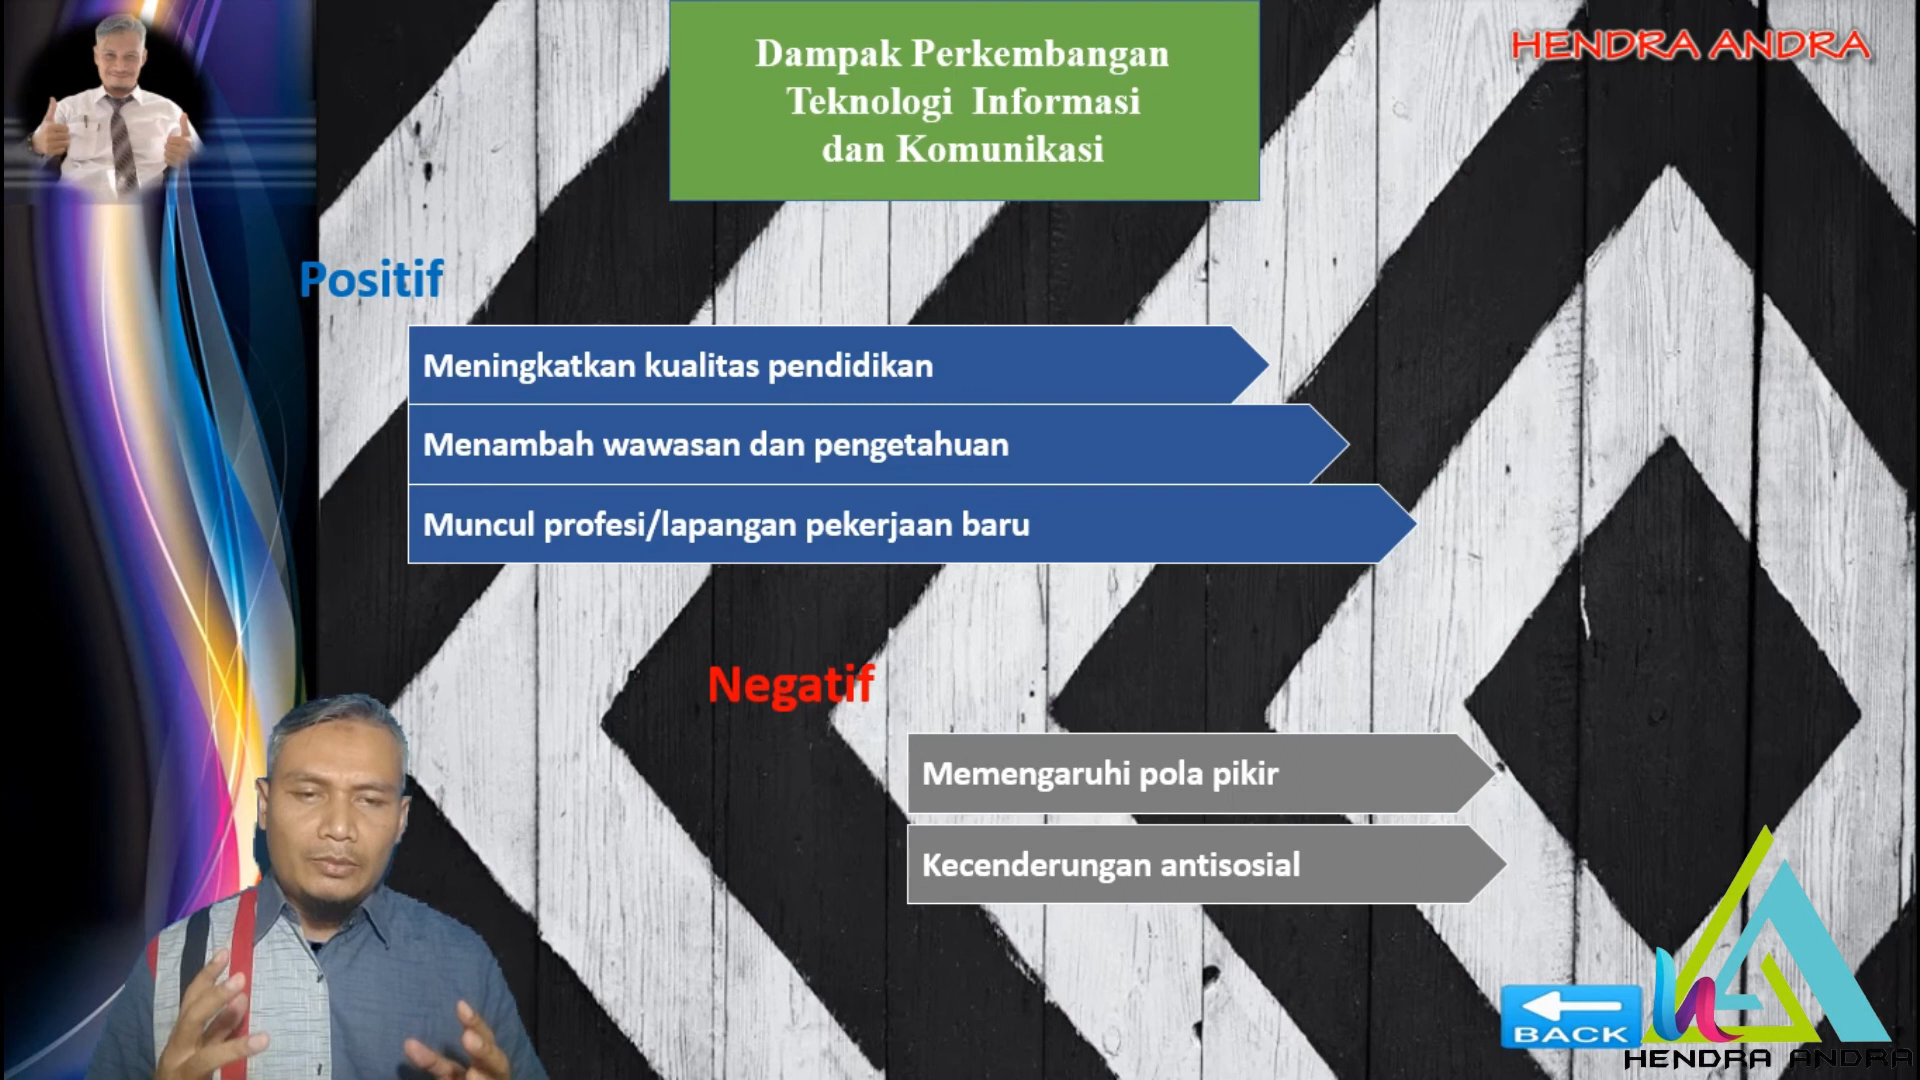 HENDRA ANDRA
Dampak Perkembangan
Teknologi Informasi
dan Komunikasi
Positif
Meningkatkan kualitas pendidikan
Menambah wawasan dan pengetahuan
Muncul profesi/lapangan pekerjaan baru
Negatif
Memengaruhi pola pikir
Kecenderungan antisosial
BACK
HENDRA ANDRA